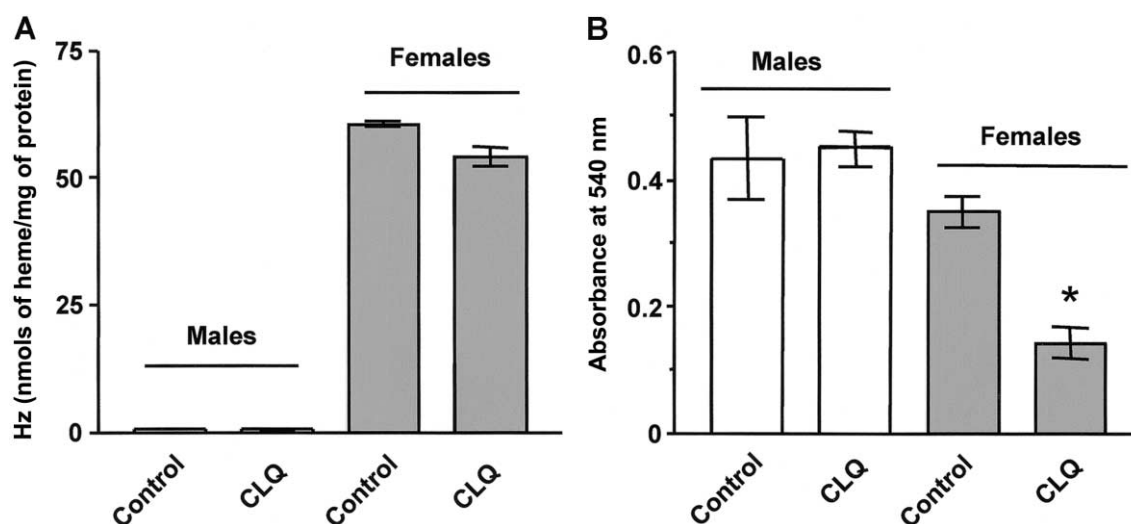 A
Hz (nmols of heme/mg of protein)
75
50
25
0
Males
Females
Control
CLQ
Control
CLQ
B
Absorbance at 540 nm
0.6
0.4
0.2
0
Males
Females
*
Control
CLQ
Control
CLQ